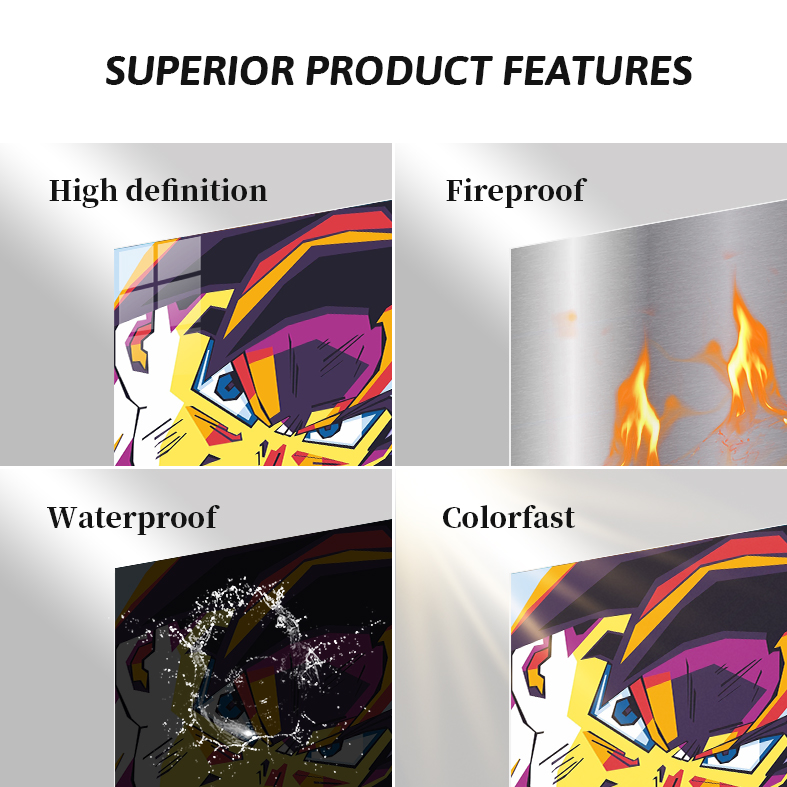 SUPERIOR PRODUCT FEATURES
High definition
Fireproof
Waterproof
Colorfast